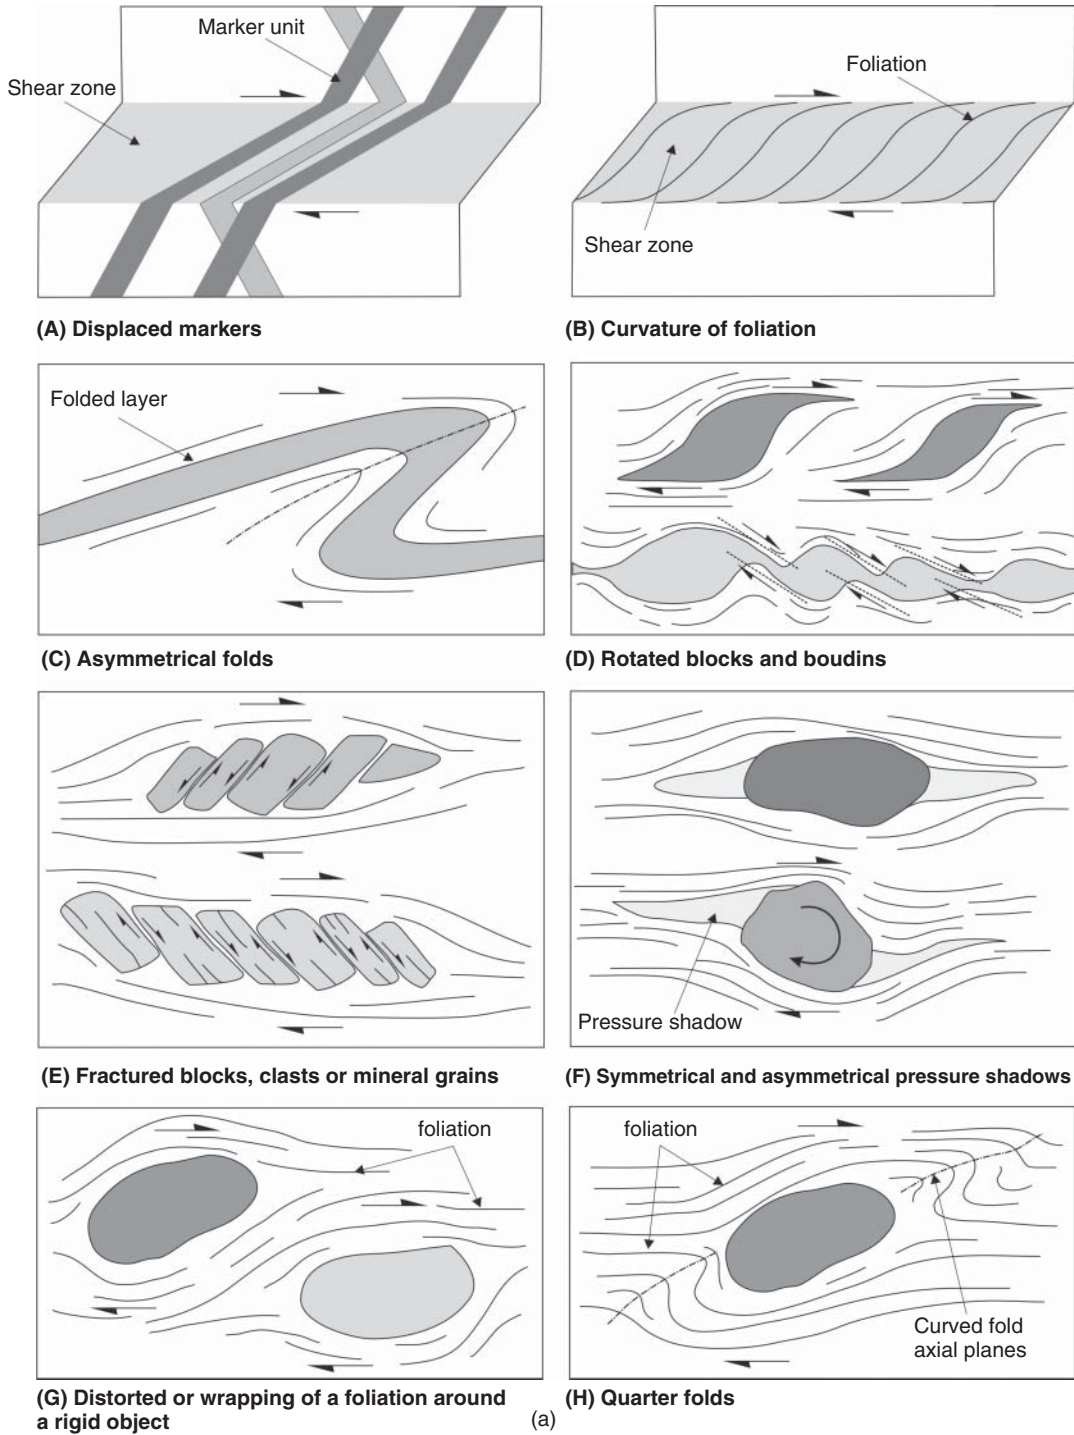 Marker unit
Shear zone
(A) Displaced markers
Foliation
Shear zone
(B) Curvature of foliation
Folded layer
(C) Asymmetrical folds
(D) Rotated blocks and boudins
(E) Fractured blocks, clasts or mineral grains
Pressure shadow
(F) Symmetrical and asymmetrical pressure shadows
foliation
(G) Distorted or wrapping of a foliation around
a rigid object
foliation
Curved fold
axial planes
(H) Quarter folds
(a)